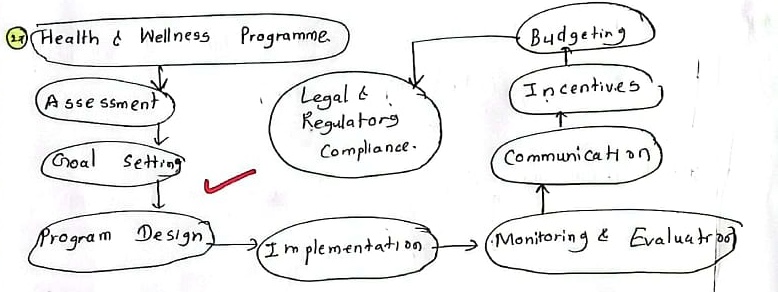 27 Health & Wellness Programme
Assessment
Goal Setting
Program Design
Implementation
Monitoring & Evaluation
Communication
Incentives
Budgeting
Legal &
Regulatory
Compliance.